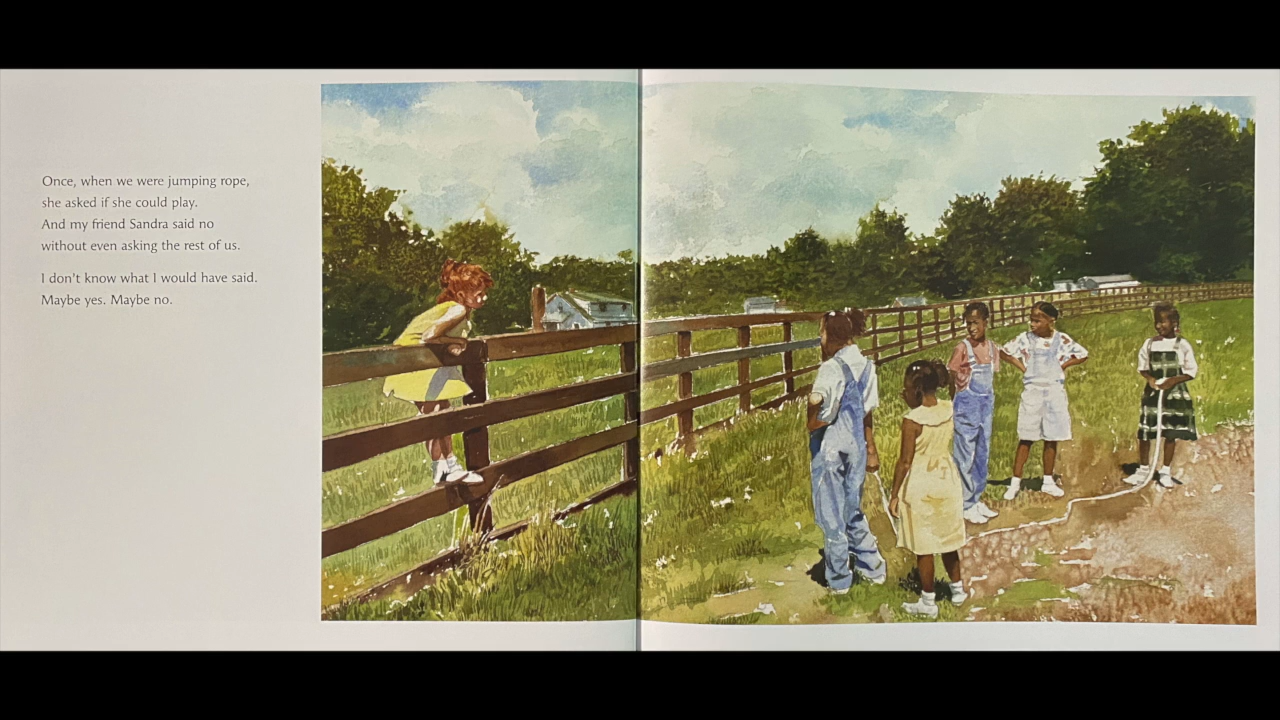 Once, when we were jumping rope,
she asked if she could play.
And my friend Sandra said no
without even asking the rest of us.
I don't know what I would have said.
Maybe yes. Maybe no.